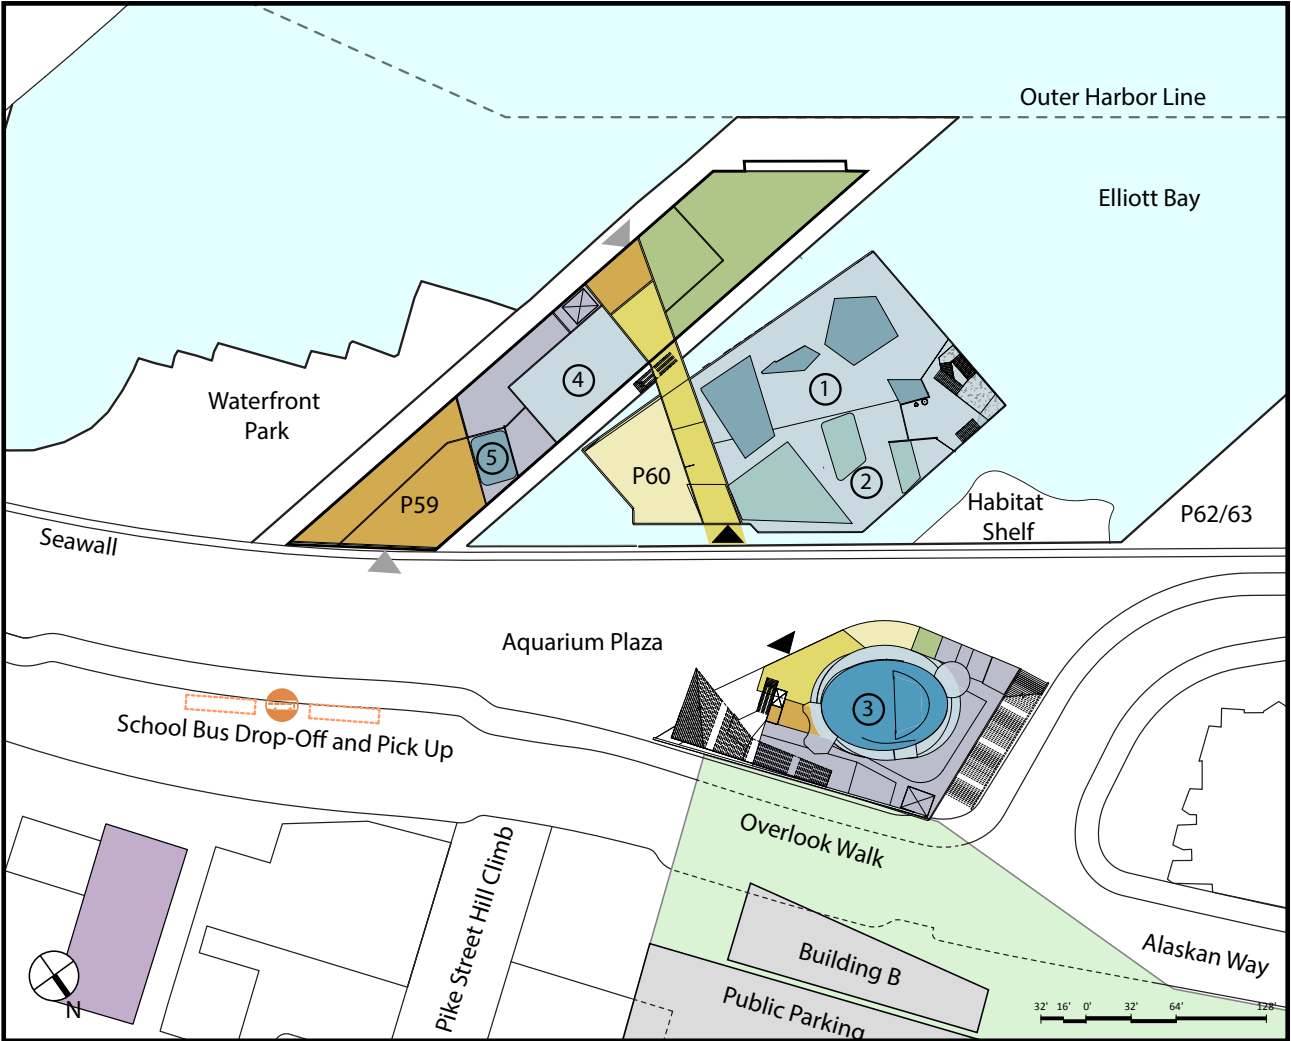 Outer Harbor Line
Elliott Bay
Waterfront
Park
4
1
5
P60
2
P59
Habitat
Shelf
P62/63
Seawall
Aquarium Plaza
3
School Bus Drop-Off and Pick Up
Overlook Walk
Pike Street Hill Climb
Building B
Alaskan Way
Public Parking
N
32' 16' 0' 32' 64' 128'